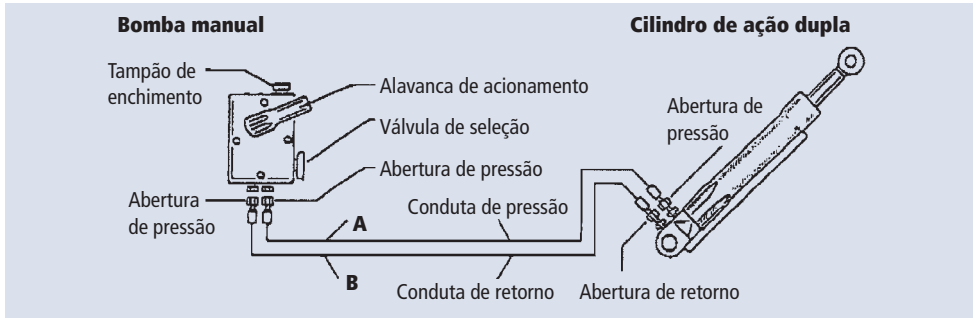 Bomba manual
Cilindro de ação dupla
Tampão de
enchimento
Alavanca de acionamento
Válvula de seleção
Abertura de pressão
Abertura
de pressão
Abertura de
pressão
Conduta de pressão
A
B
Conduta de retorno
Abertura de retorno